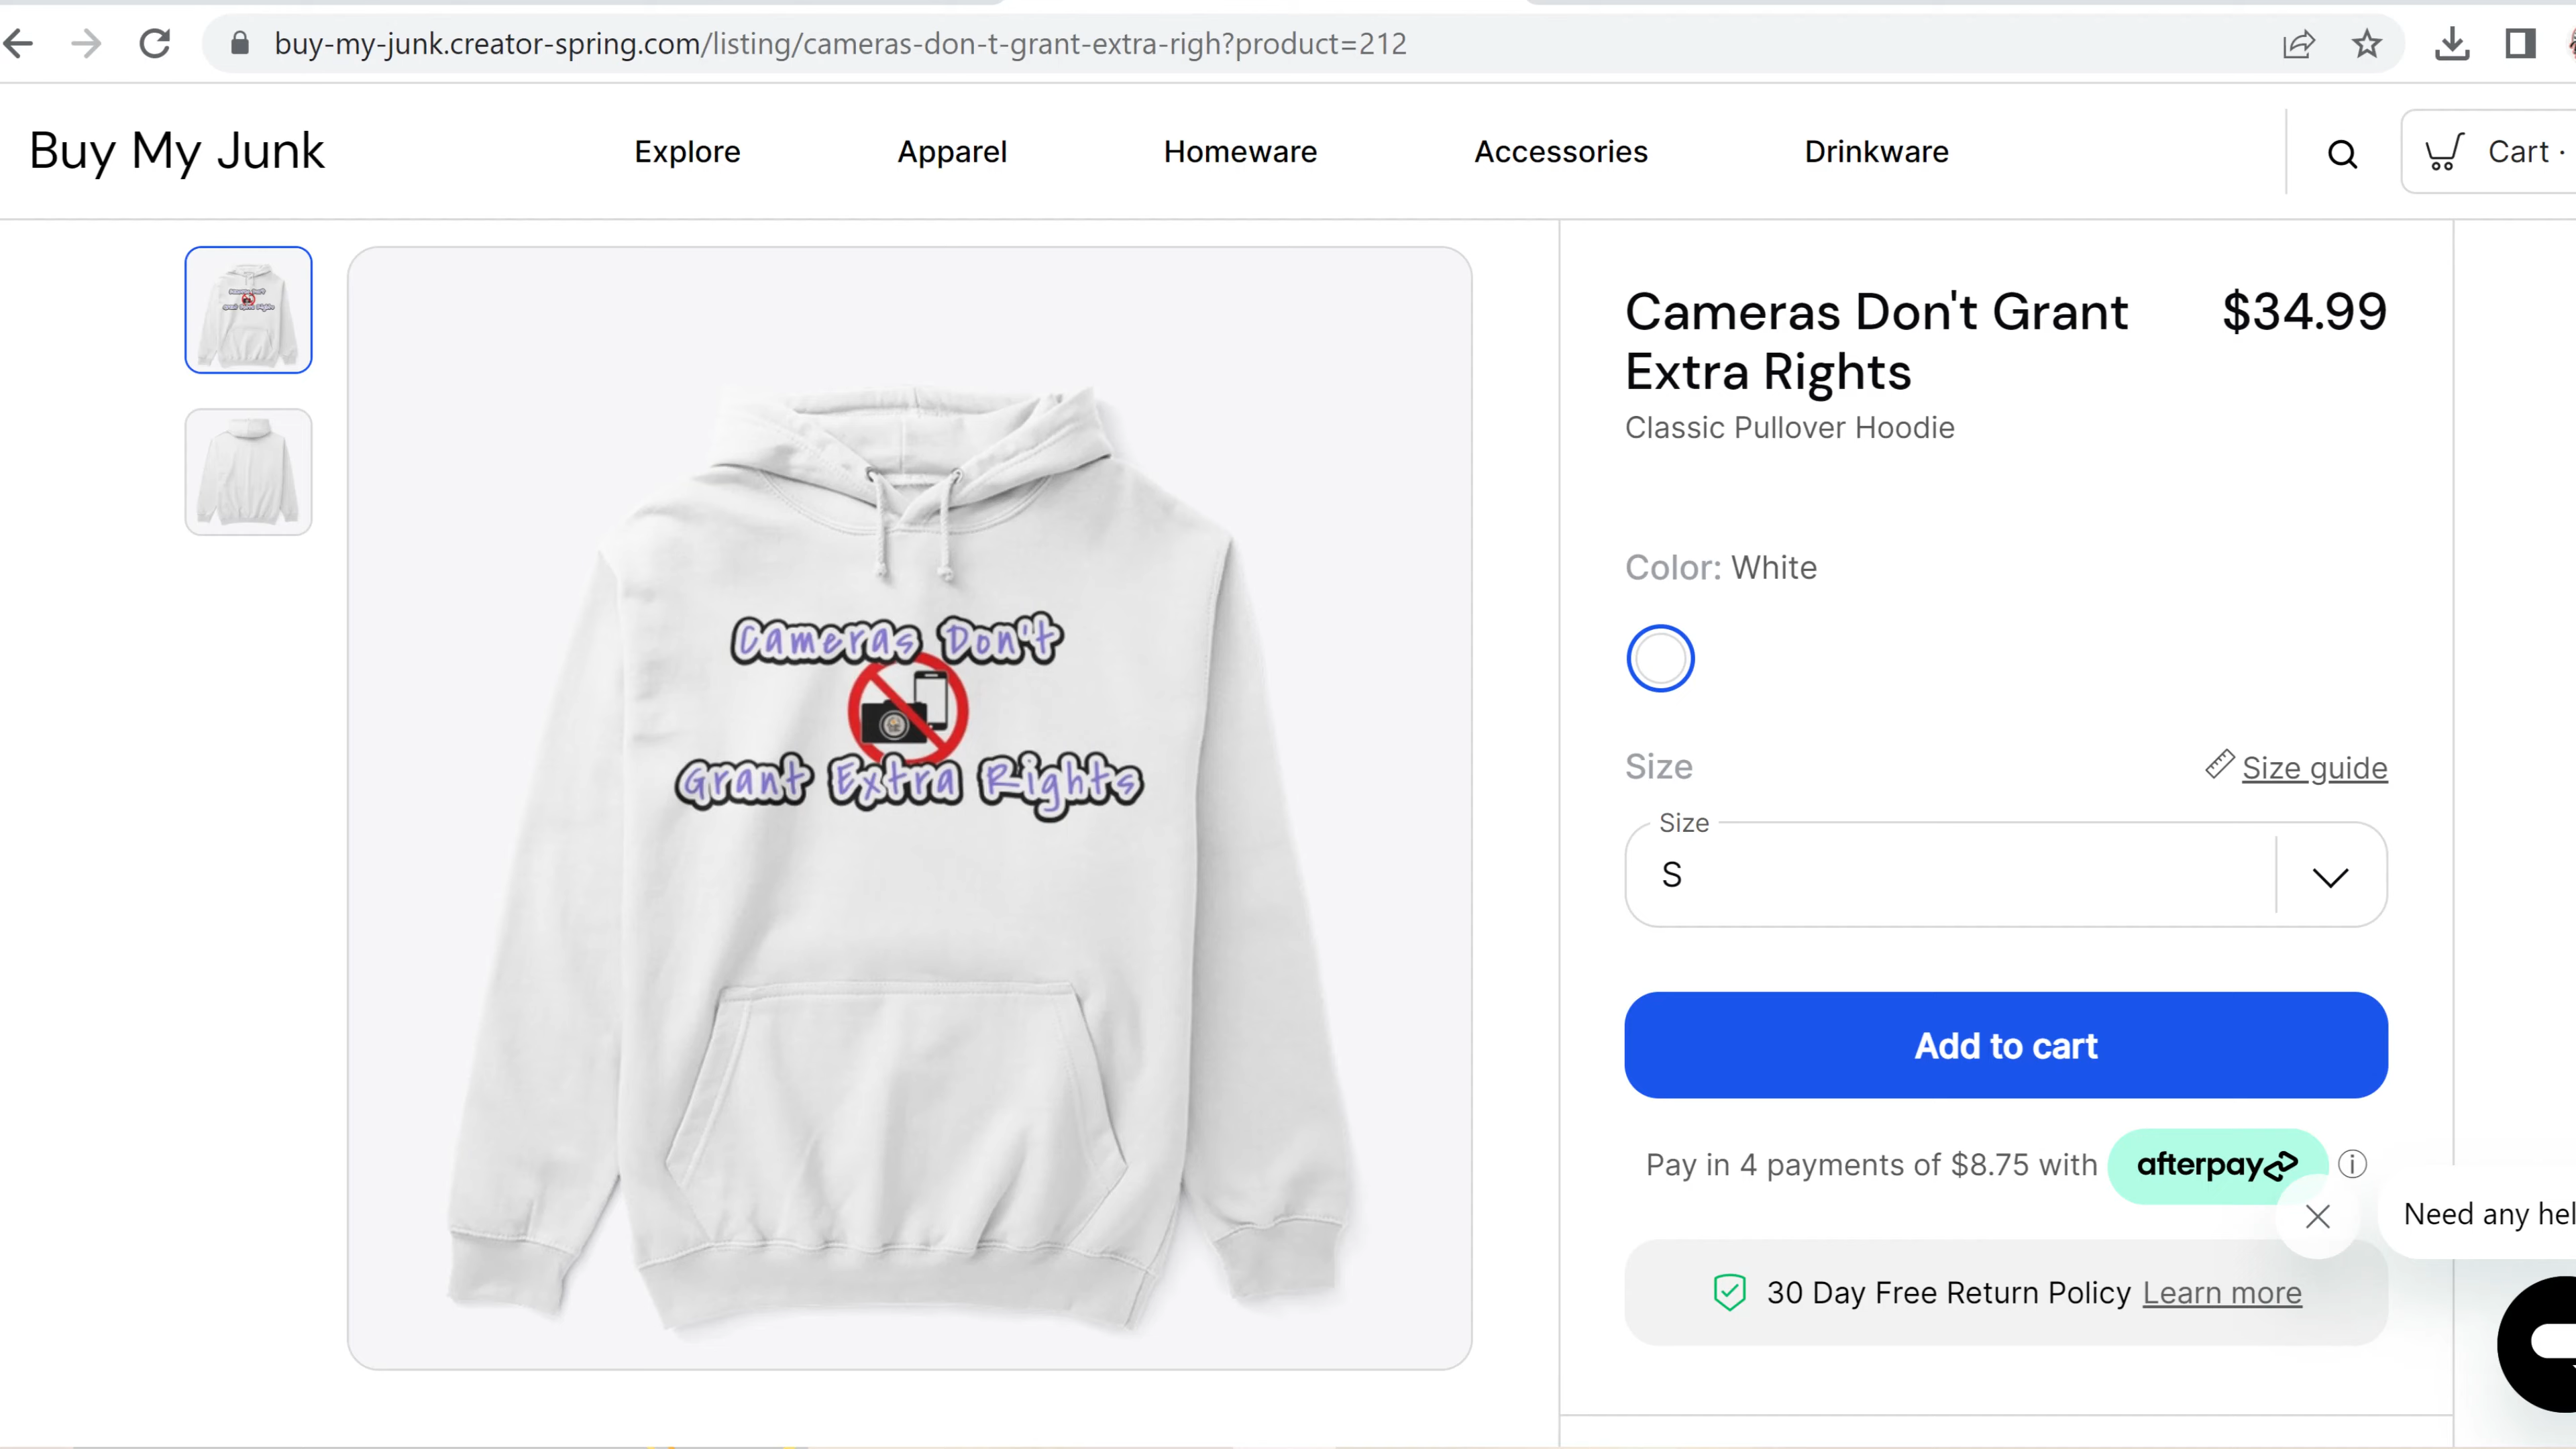 buy-my-junk.creator-spring.com/listing/cameras-don-t-grant-extra-righ?product=212
Buy My Junk
Explore
Apparel
Homeware
Accessories
Drinkware
Cart ·
Cameras Don't
Grant Extra Rights
Cameras Don't Grant
Extra Rights
$34.99
Classic Pullover Hoodie
Color: White
Size
Size guide
Size
S
Add to cart
Pay in 4 payments of $8.75 with afterpay
Need any hel
30 Day Free Return Policy Learn more